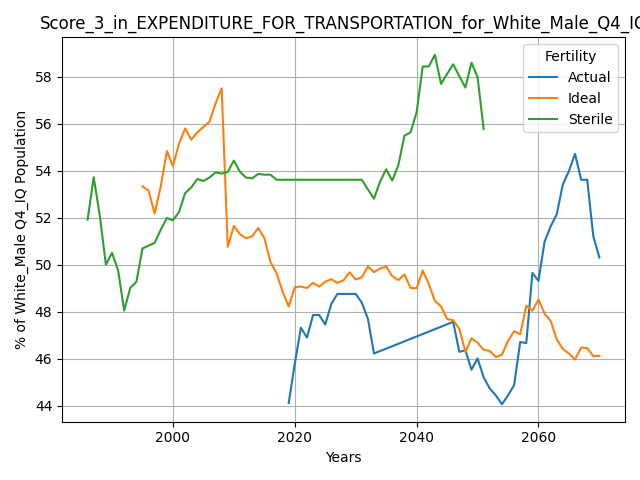 Score_3_in_EXPENDITURE_FOR_TRANSPORTATION_for_White_Male_Q4_IQ
Fertility
Actual
Ideal
Sterile
% of White_Male Q4_IQ Population
58
56
54
52
50
48
46
44
2000 2020 2040 2060
Years